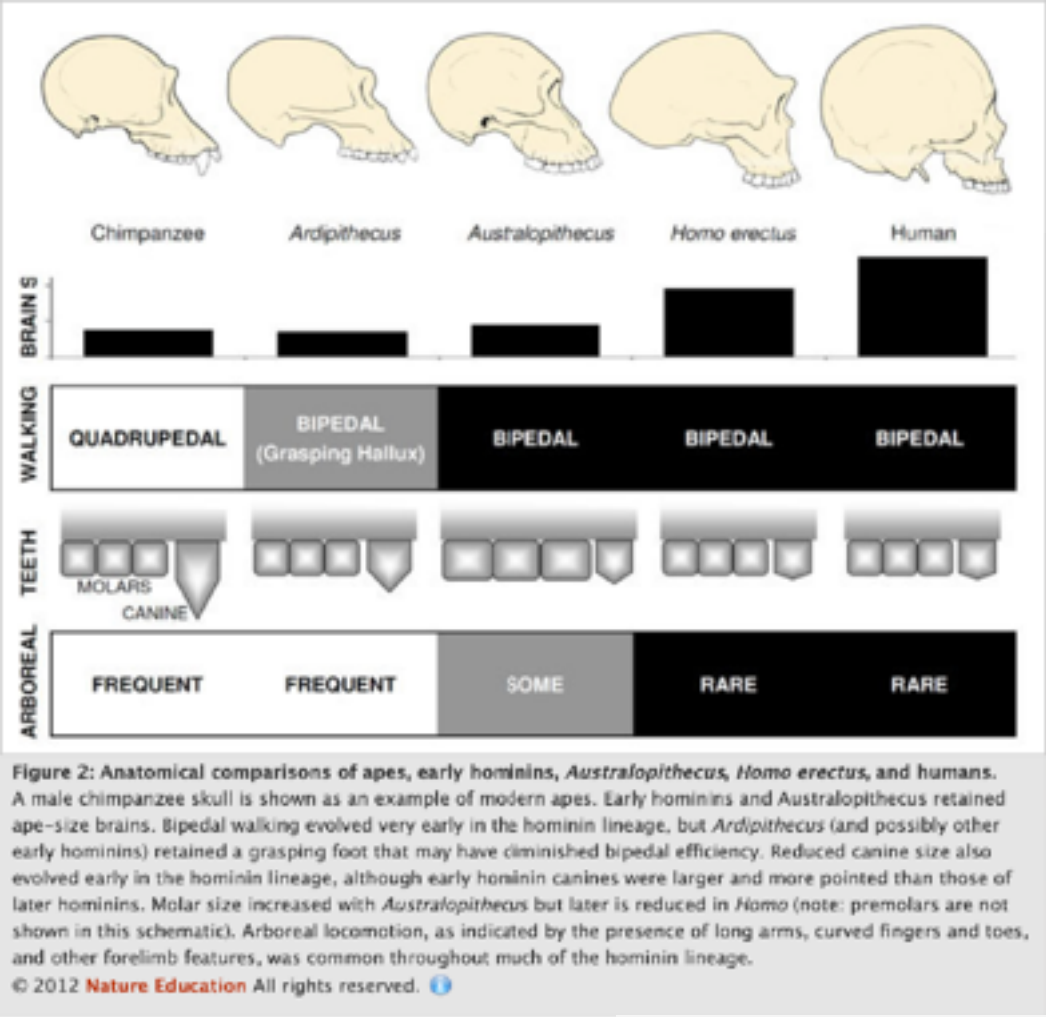 Chimpanzee Ardipithecus Australopithecus Homo erectus Human
BRAINS
WALKING
QUADRUPEDAL
BIPEDAL
(Grasping Hallux)
BIPEDAL
BIPEDAL
BIPEDAL
TEETH
MOLARS
CANINE
ARBOREAL
FREQUENT FREQUENT SOME RARE RARE
Figure 2: Anatomical comparisons of apes, early hominins, Australopithecus, Homo erectus, and humans.
A male chimpanzee skull is shown as an example of modern apes. Early hominins and Australopithecus retained
ape-size brains. Bipedal walking evolved very early in the hominin lineage, but Ardipithecus (and possibly other
early hominins) retained a grasping foot that may have diminished bipedal efficiency. Reduced canine size also
evolved early in the hominin lineage, although early hominin canines were larger and more pointed than those of
later hominins. Molar size increased with Australopithecus but later is reduced in Homo (note: premolars are not
shown in this schematic). Arboreal locomotion, as indicated by the presence of long arms, curved fingers and toes,
and other forelimb features, was common throughout much of the hominin lineage.
© 2012 Nature Education All rights reserved.